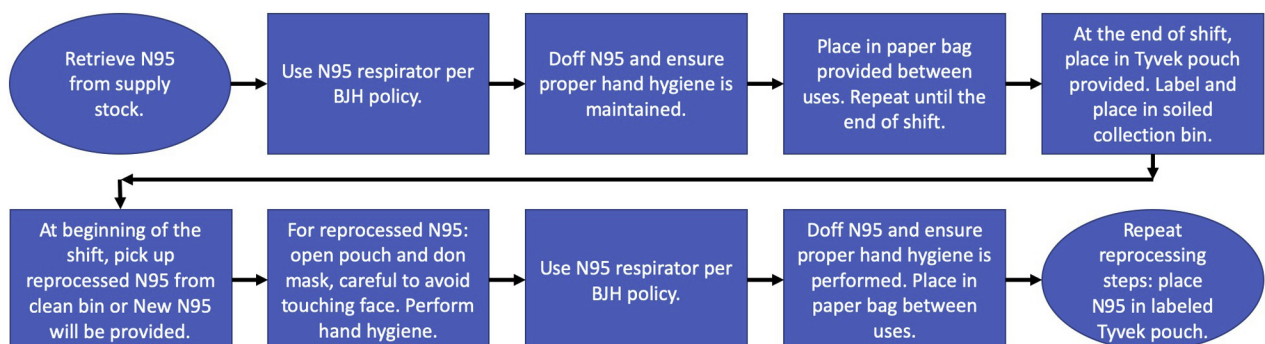 Retrieve N95
from supply
stock.
Use N95 respirator per
BJH policy.
Doff N95 and ensure
proper hand hygiene is
maintained.
Place in paper bag
provided between
uses. Repeat until the
end of shift.
At the end of shift,
place in Tyvek pouch
provided. Label and
place in soiled
collection bin.
At beginning of the
shift, pick up
reprocessed N95 from
clean bin or New N95
will be provided.
For reprocessed N95:
open pouch and don
mask, careful to avoid
touching face. Perform
hand hygiene.
Use N95 respirator per
BJH policy.
Doff N95 and ensure
proper hand hygiene is
performed. Place in
paper bag between
uses.
Repeat
reprocessing
steps: place
N95 in labeled
Tyvek pouch.